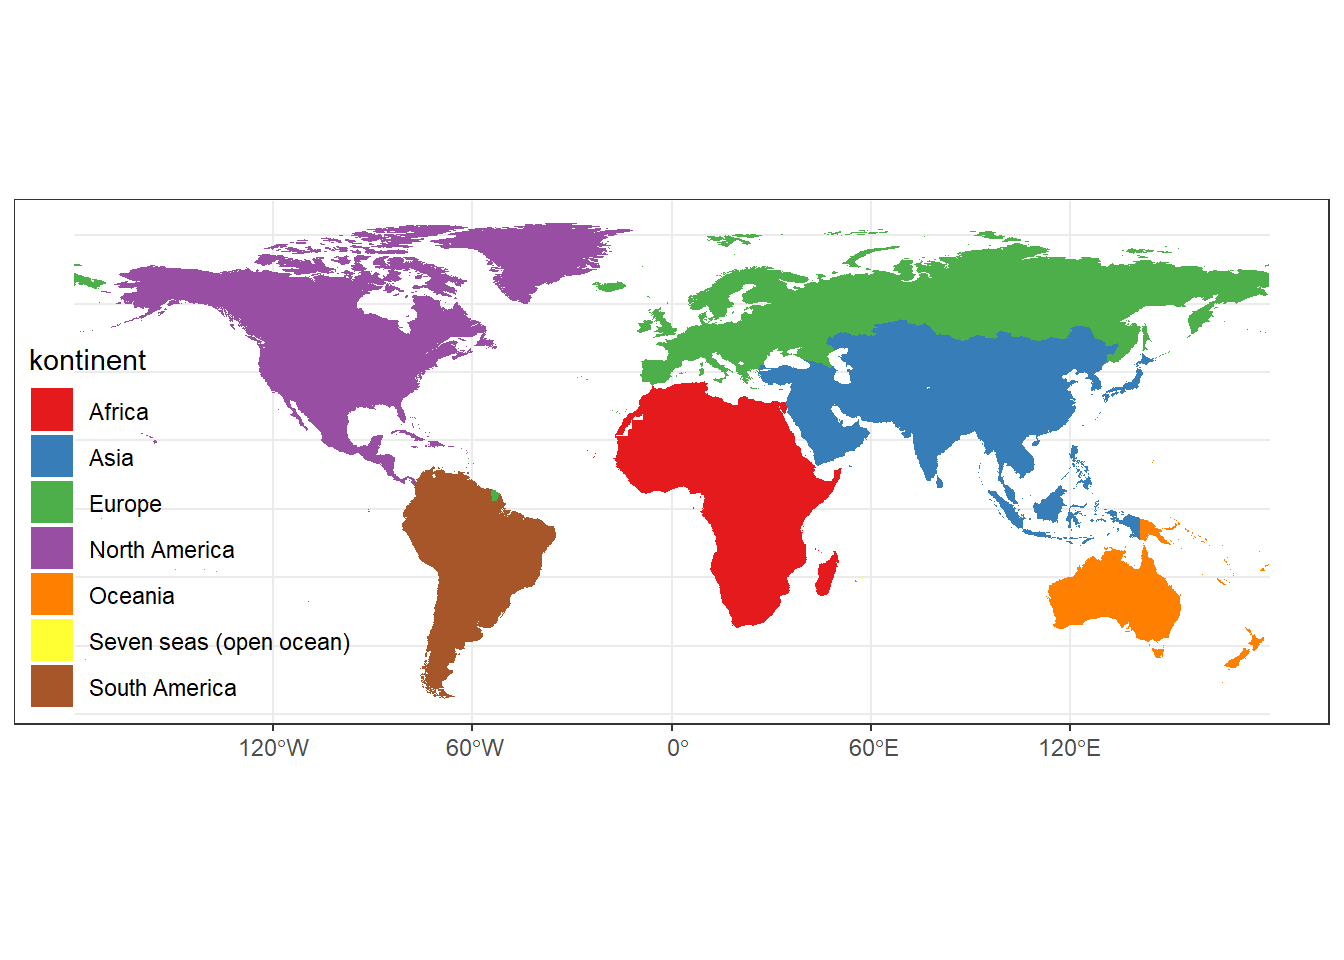 kontinent
Africa
Asia
Europe
North America
Oceania
Seven seas (open ocean)
South America
120°W 60°W 0° 60°E 120°E